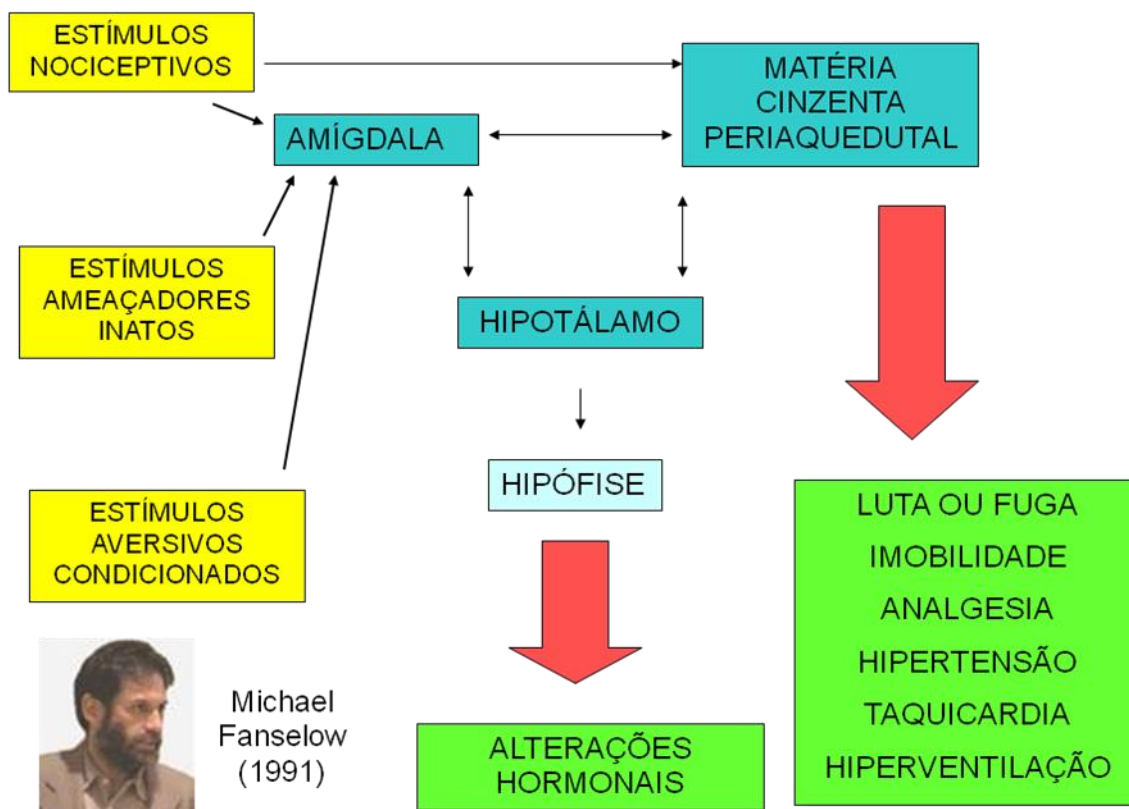 ESTÍMULOS
NOCICEPTIVOS
MATÉRIA
CINZENTA
PERIAQUEDUTAL
AMÍGDALA
ESTÍMULOS
AMEAÇADORES
INATOS
HIPOTÁLAMO
HIPÓFISE
ESTÍMULOS
AVERSIVOS
CONDICIONADOS
LUTA OU FUGA
IMOBILIDADE
ANALGESIA
HIPERTENSÃO
TAQUICARDIA
HIPERVENTILAÇÃO
Michael
Fanselow
(1991)
ALTERAÇÕES
HORMONAIS